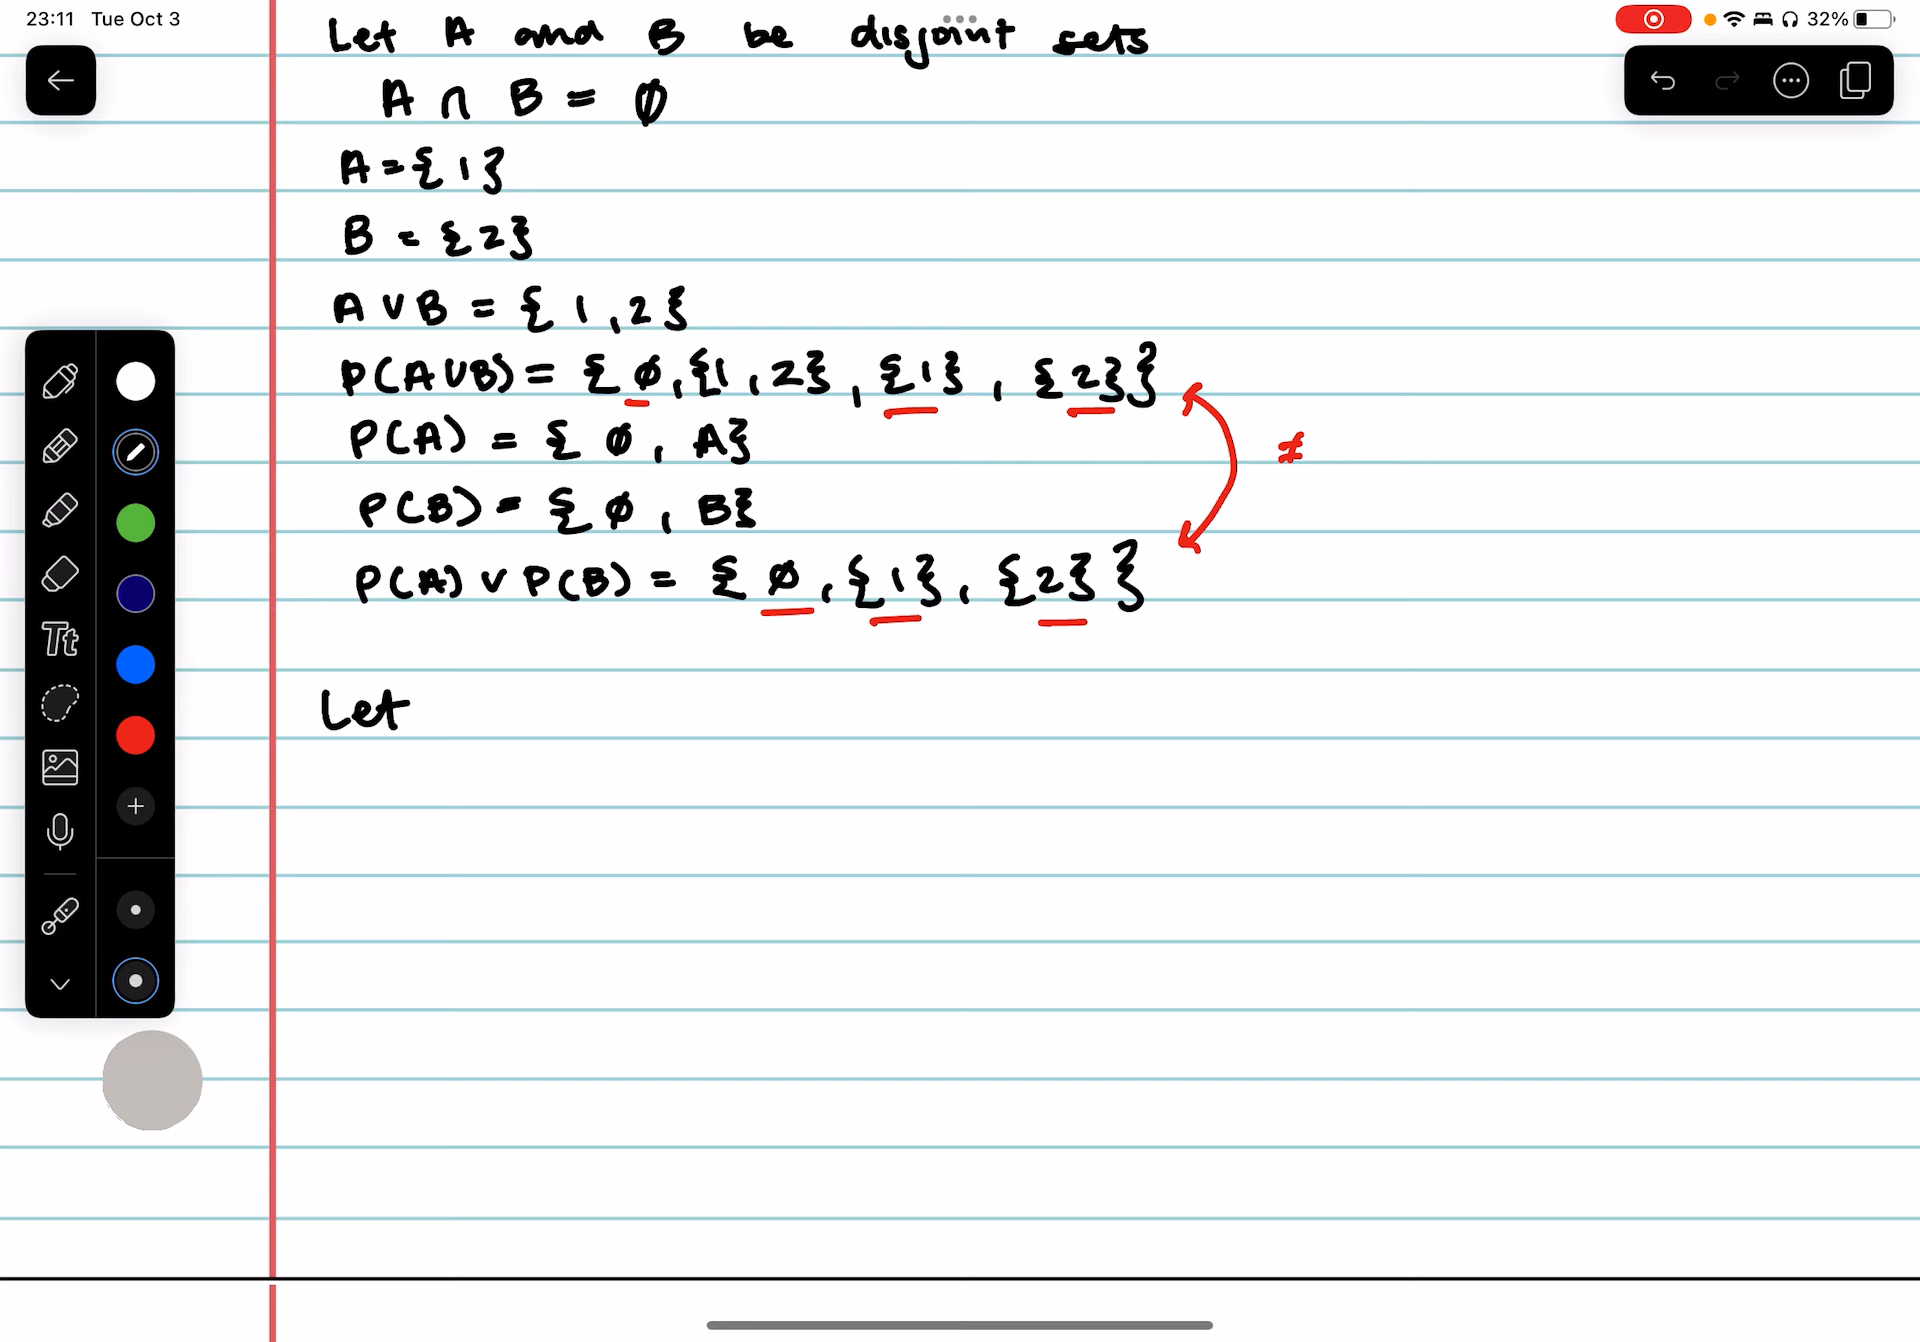 23:11 Tue Oct 3
32%
Let A and B be disjoint sets
A ∩ B = ∅
A = {1}
B = {2}
A ∪ B = {1,2}
P(A∪B) = {∅,{1,2},{1},{2}}
P(A) = {∅, A}
≠
P(B) = {∅, B}
P(A) ∪ P(B) = {∅,{1},{2}}
Tt
Let